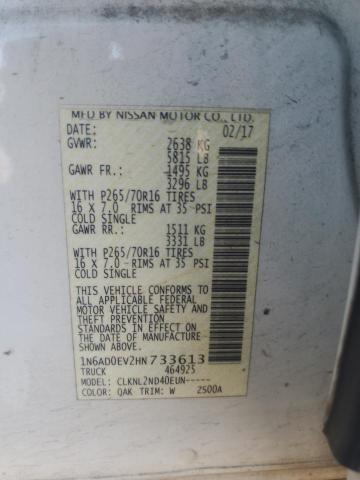 MFD BY NISSAN MOTOR CO., LTD.
DATE: 02/17
GVWR: 2638 KG
5815 LB
GAWR FR.: 1495 KG
3296 LB
WITH P265/70R16 TIRES
16 X 7.0 RIMS AT 35 PSI
COLD SINGLE
GAWR RR.: 1511 KG
3331 LB
WITH P265/70R16 TIRES
16 X 7.0 RIMS AT 35 PSI
COLD SINGLE
THIS VEHICLE CONFORMS TO
ALL APPLICABLE FEDERAL
MOTOR VEHICLE SAFETY
AND THEFT PREVENTION
STANDARDS IN EFFECT ON
THE DATE OF MANUFACTURE
SHOWN ABOVE.
1N6AD0EV2HN733613
TRUCK 464925
MODEL: CLKNL2ND40EUN-----
COLOR: QAK TRIM: W 2500A